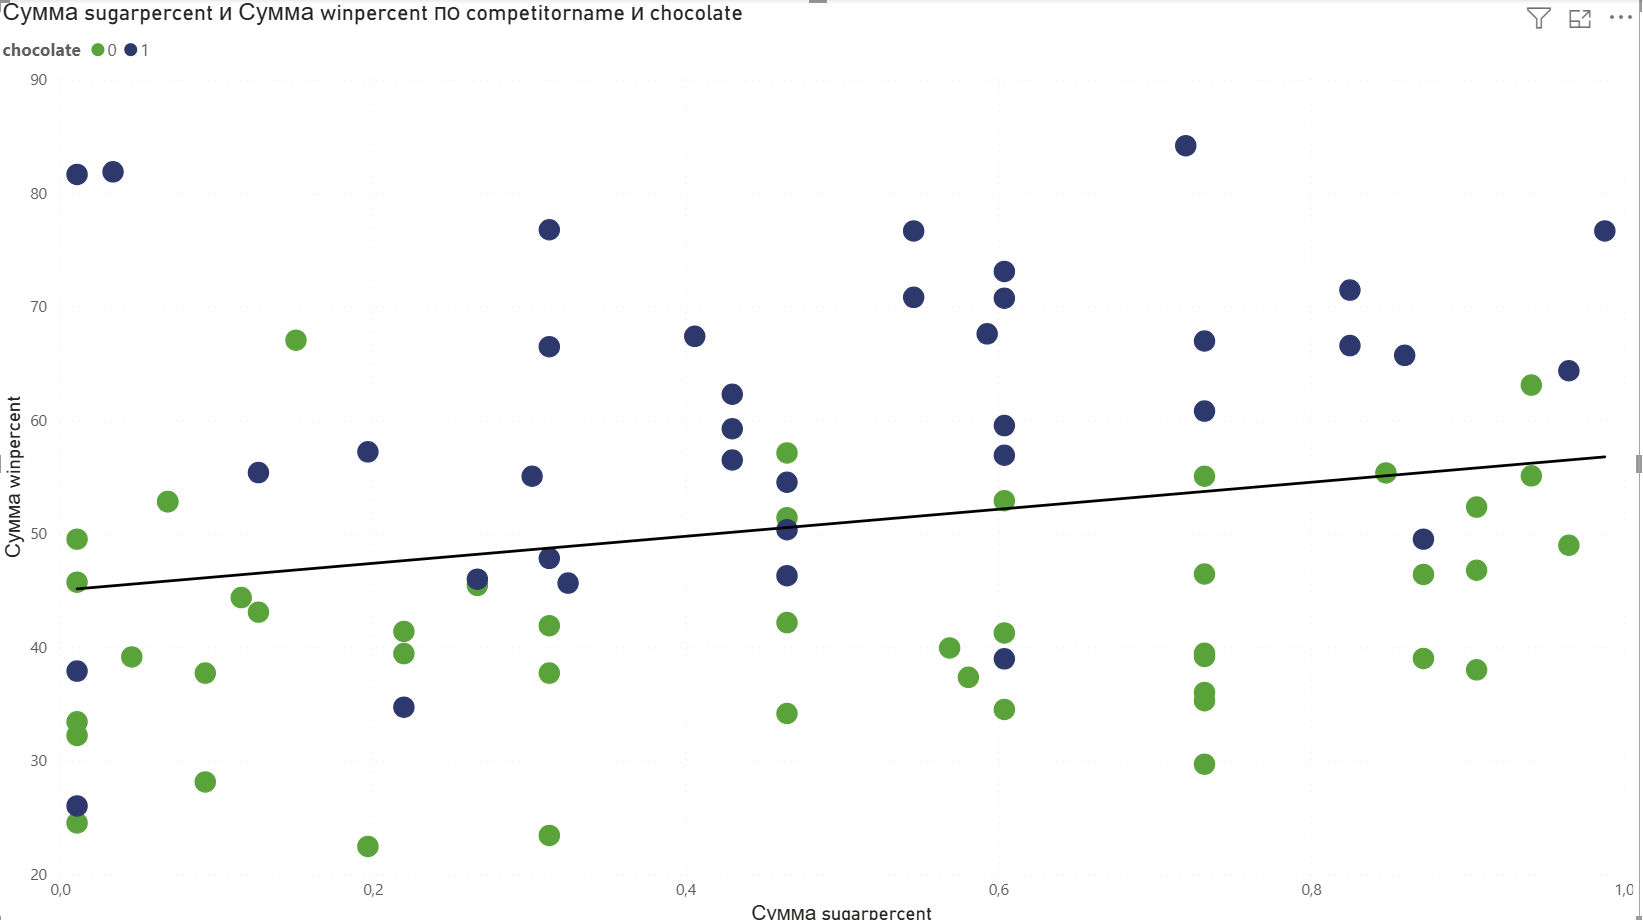 Сумма sugarpercent и Сумма winpercent по competitorname и chocolate
chocolate 0 1
90
80
70
60
50
40
30
20
Сумма winpercent
0,0 0,2 0,4 0,6 0,8 1,0
Сумма sugarpercent